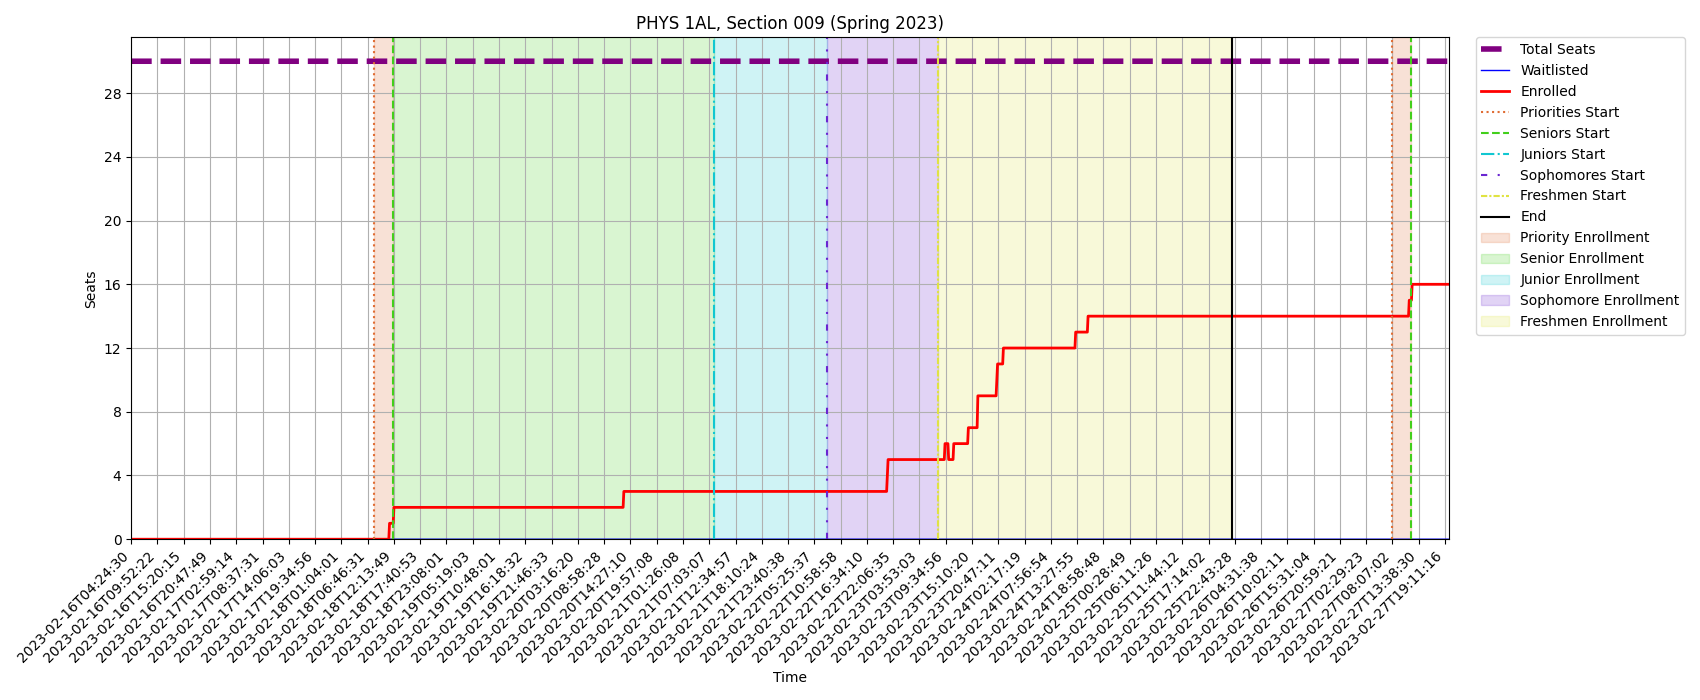 PHYS 1AL, Section 009 (Spring 2023)
Seats
28
24
20
16
12
8
4
0
2023-02-16T04:24:30
2023-02-16T09:52:22
2023-02-16T15:20:15
2023-02-16T20:47:49
2023-02-17T02:59:14
2023-02-17T08:37:31
2023-02-17T14:06:03
2023-02-17T19:34:56
2023-02-18T01:04:01
2023-02-18T06:46:31
2023-02-18T12:13:49
2023-02-18T17:40:53
2023-02-18T23:08:01
2023-02-19T05:19:03
2023-02-19T10:48:01
2023-02-19T16:18:32
2023-02-19T21:46:33
2023-02-20T03:16:20
2023-02-20T08:58:28
2023-02-20T14:27:10
2023-02-20T19:57:08
2023-02-21T01:26:08
2023-02-21T07:03:07
2023-02-21T12:34:57
2023-02-21T18:10:24
2023-02-21T23:40:38
2023-02-22T05:25:37
2023-02-22T10:58:58
2023-02-22T16:34:10
2023-02-22T22:06:35
2023-02-23T03:53:03
2023-02-23T09:34:56
2023-02-23T15:10:20
2023-02-23T20:47:11
2023-02-24T02:17:19
2023-02-24T07:56:54
2023-02-24T13:27:55
2023-02-24T18:58:48
2023-02-25T00:28:49
2023-02-25T06:11:26
2023-02-25T11:44:12
2023-02-25T17:14:02
2023-02-25T22:43:28
2023-02-26T04:31:38
2023-02-26T10:02:11
2023-02-26T15:31:04
2023-02-26T20:59:21
2023-02-27T02:29:23
2023-02-27T08:07:02
2023-02-27T13:38:30
2023-02-27T19:11:16
Time
Total Seats
Waitlisted
Enrolled
Priorities Start
Seniors Start
Juniors Start
Sophomores Start
Freshmen Start
End
Priority Enrollment
Senior Enrollment
Junior Enrollment
Sophomore Enrollment
Freshmen Enrollment